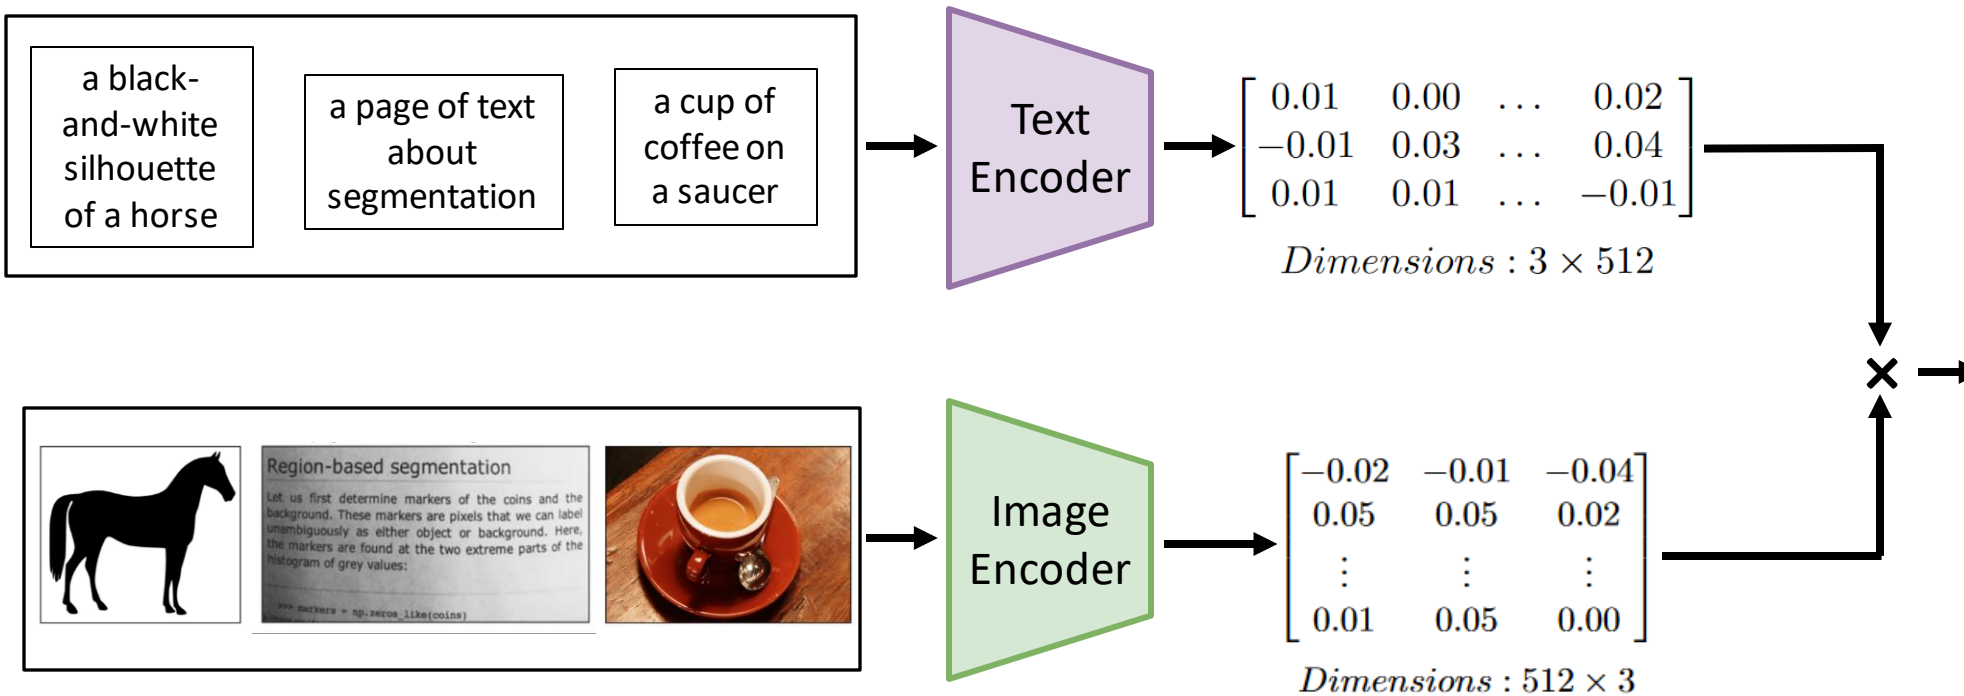 a black-
and-white
silhouette
of a horse
a page of text
about
segmentation
a cup of
coffee on
a saucer
Text
Encoder
0.01 0.00 ... 0.02
−0.01 0.03 ... 0.04
0.01 0.01 ... −0.01
Dimensions : 3 × 512
×
Region-based segmentation
Let us first determine markers of the coins and the
background. These markers are pixels that we can label
unambiguously as either object or background. Here,
the markers are found at the two extreme parts of the
histogram of grey values:
>>> markers = np.zeros_like(coins)
Image
Encoder
−0.02 −0.01 −0.04
0.05 0.05 0.02
⋮ ⋮ ⋮
0.01 0.05 0.00
Dimensions : 512 × 3